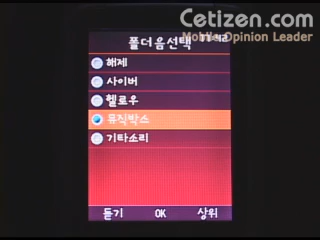 Cetizen.com
Mobile Opinion Leader
폴더음선택
해제
사이버
헬로우
뮤직박스
기타소리
듣기 OK 상위